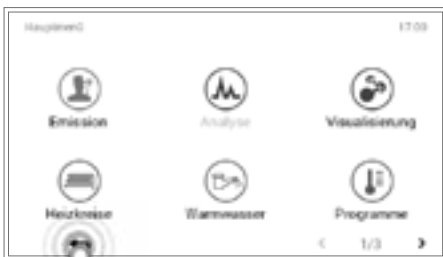 Hauptmenü 17:09
Emission Analyse Visualisierung
Heizkreise Warmwasser Programme
< 1/3 >